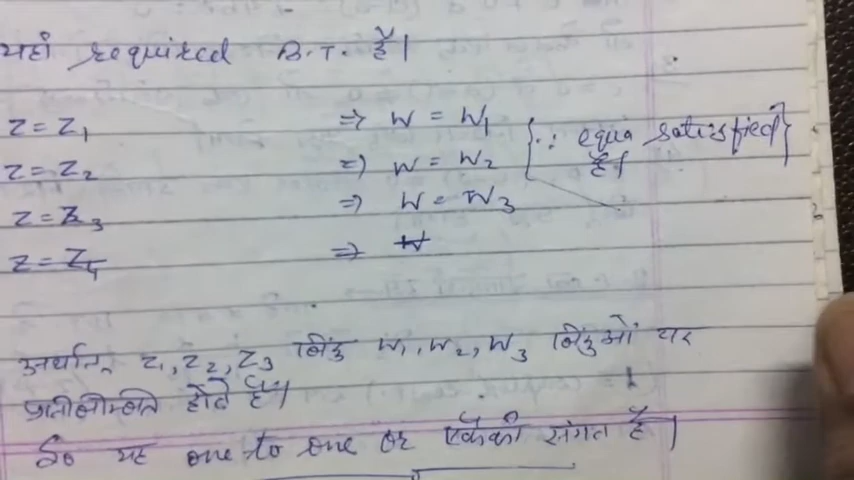 यहां required B.T. है।
z = z₁ ⇒ w = w₁ {∵ equa satisfied
z = z₂ ⇒ w = w₂ है।}
z = z₃ ⇒ w = w₃
z = z₄ ⇒
अर्थात् z₁, z₂, z₃ बिंदु w₁, w₂, w₃ बिंदुओं पर
होते हैं।
So यह one to one or एकैकी संगत है।